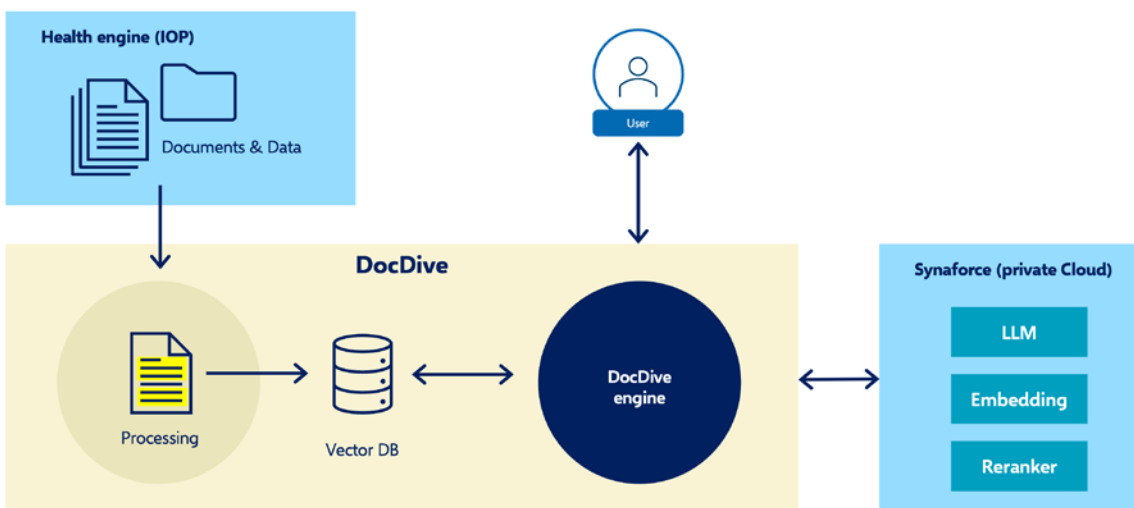 Health engine (IOP)
Documents & Data
User
DocDive
Processing
Vector DB
DocDive
engine
Synaforce (private Cloud)
LLM
Embedding
Reranker